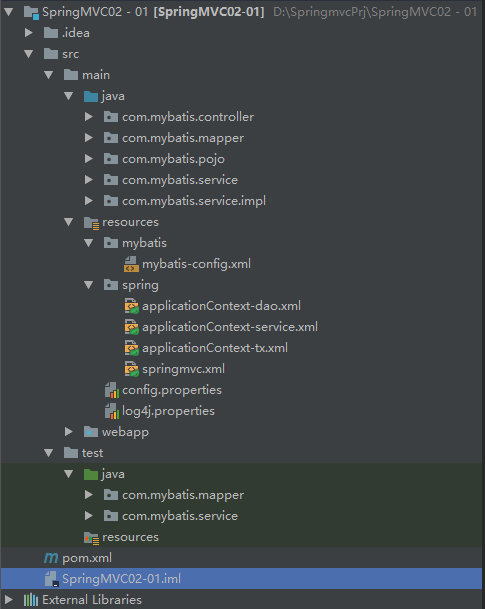 SpringMVC02 - 01 [SpringMVC02-01] D:\SpringmvcPrj\SpringMVC02 - 01
.idea
src
main
java
com.mybatis.controller
com.mybatis.mapper
com.mybatis.pojo
com.mybatis.service
com.mybatis.service.impl
resources
mybatis
mybatis-config.xml
spring
applicationContext-dao.xml
applicationContext-service.xml
applicationContext-tx.xml
springmvc.xml
config.properties
log4j.properties
webapp
test
java
com.mybatis.mapper
com.mybatis.service
resources
pom.xml
SpringMVC02-01.iml
External Libraries